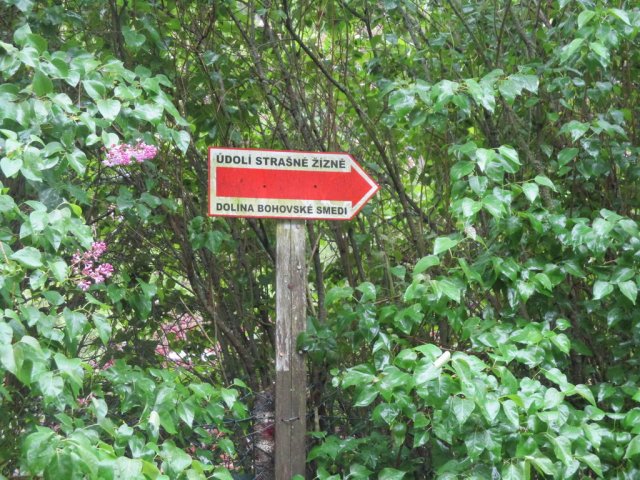 ÚDOLÍ STRAŠNÉ ŽÍZNĚ
DOLINA BOHOVSKÉ SMEDI